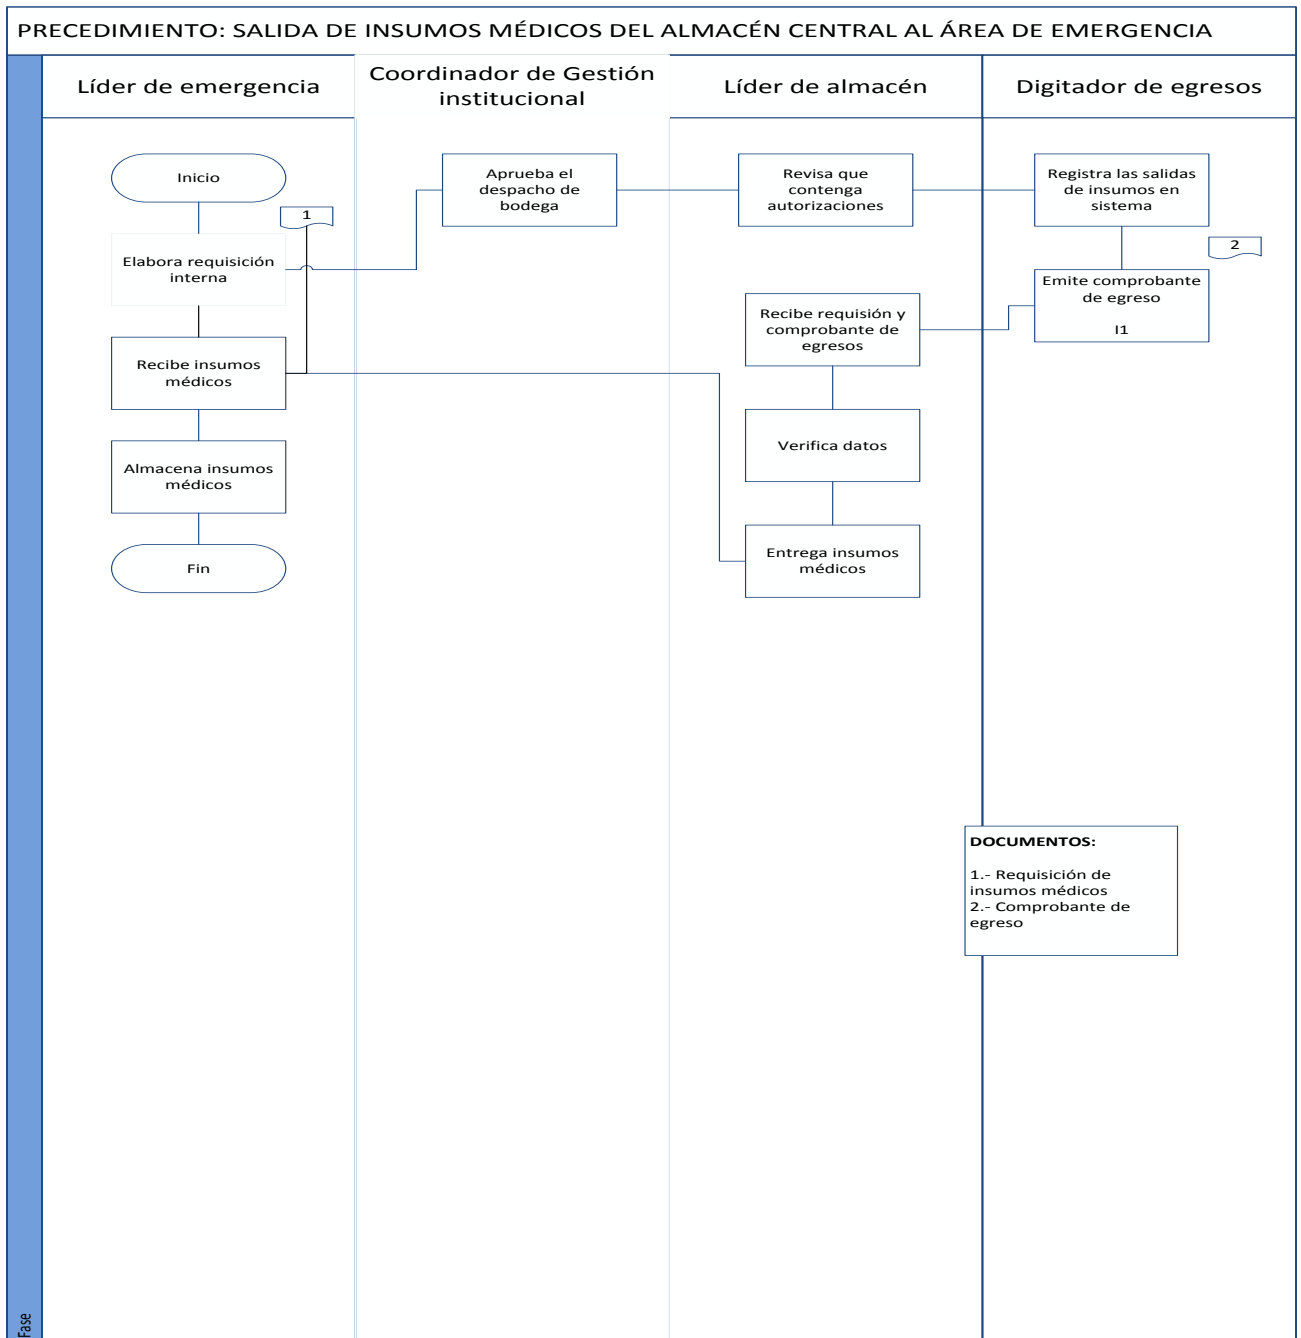 PRECEDIMIENTO: SALIDA DE INSUMOS MÉDICOS DEL ALMACÉN CENTRAL AL ÁREA DE EMERGENCIA
Líder de emergencia
Coordinador de Gestión
institucional
Líder de almacén
Digitador de egresos
Inicio
1
Elabora requisición
interna
Recibe insumos
médicos
Almacena insumos
médicos
Fin
Aprueba el
despacho de
bodega
Revisa que
contenga
autorizaciones
Recibe requisión y
comprobante de
egresos
Verifica datos
Entrega insumos
médicos
Registra las salidas
de insumos en
sistema
2
Emite comprobante
de egreso
I1
DOCUMENTOS:
1.- Requisición de
insumos médicos
2.- Comprobante de
egreso
Fase